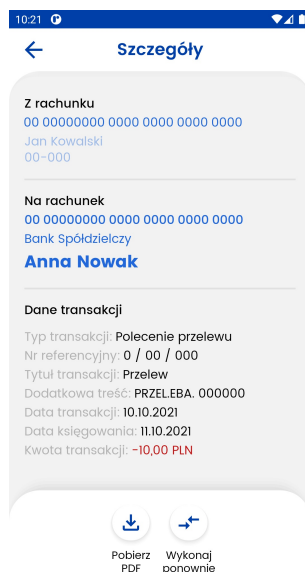 10:21
Szczegóły
Z rachunku
00 00000000 0000 0000 0000 0000
Jan Kowalski
00-000
Na rachunek
00 00000000 0000 0000 0000 0000
Bank Spółdzielczy
Anna Nowak
Dane transakcji
Typ transakcji: Polecenie przelewu
Nr referencyjny: 0 / 00 / 000
Tytuł transakcji: Przelew
Dodatkowa treść: PRZEL.EBA. 000000
Data transakcji: 10.10.2021
Data księgowania: 11.10.2021
Kwota transakcji: -10,00 PLN
Pobierz Wykonaj
PDF ponownie